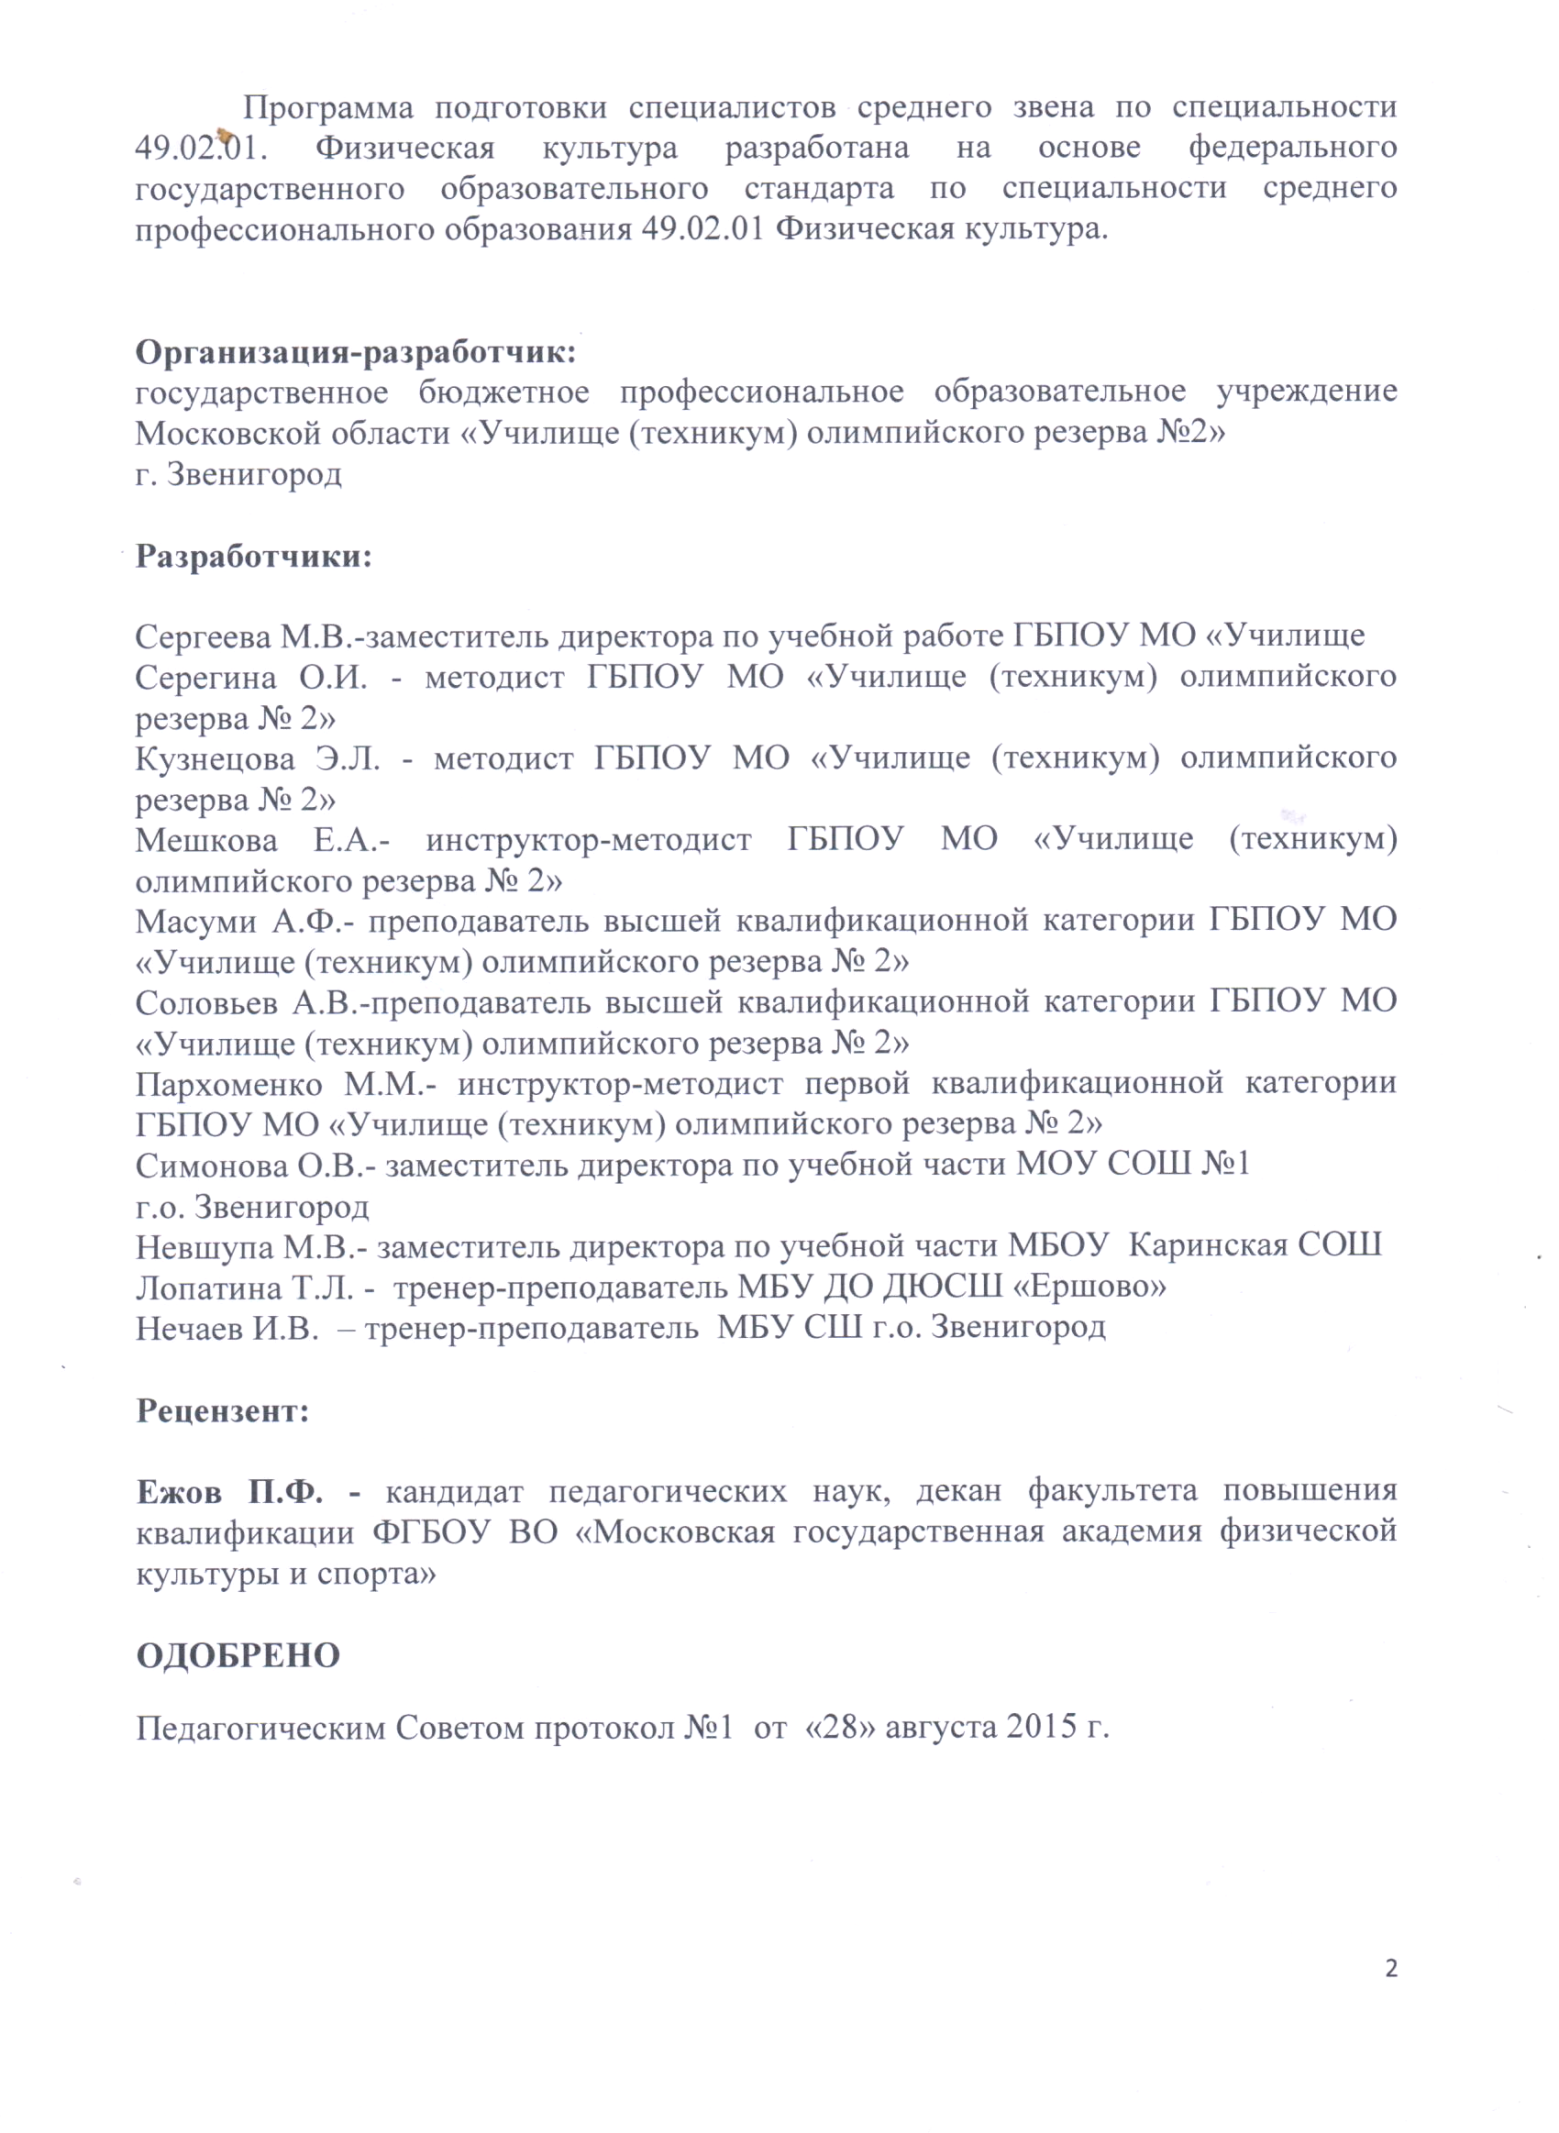 Программа подготовки специалистов среднего звена по специальности
49.02.01. Физическая культура разработана на основе федерального
государственного образовательного стандарта по специальности среднего
профессионального образования 49.02.01 Физическая культура.
Организация-разработчик:
государственное бюджетное профессиональное образовательное учреждение
Московской области «Училище (техникум) олимпийского резерва №2»
г. Звенигород
Разработчики:
Сергеева М.В.-заместитель директора по учебной работе ГБПОУ МО «Училище
Серегина О.И. - методист ГБПОУ МО «Училище (техникум) олимпийского
резерва № 2»
Кузнецова Э.Л. - методист ГБПОУ МО «Училище (техникум) олимпийского
резерва № 2»
Мешкова Е.А.- инструктор-методист ГБПОУ МО «Училище (техникум)
олимпийского резерва № 2»
Масуми А.Ф.- преподаватель высшей квалификационной категории ГБПОУ МО
«Училище (техникум) олимпийского резерва № 2»
Соловьев А.В.-преподаватель высшей квалификационной категории ГБПОУ МО
«Училище (техникум) олимпийского резерва № 2»
Пархоменко М.М.- инструктор-методист первой квалификационной категории
ГБПОУ МО «Училище (техникум) олимпийского резерва № 2»
Симонова О.В.- заместитель директора по учебной части МОУ СОШ №1
г.о. Звенигород
Невшупа М.В.- заместитель директора по учебной части МБОУ Каринская СОШ
Лопатина Т.Л. - тренер-преподаватель МБУ ДО ДЮСШ «Ершово»
Нечаев И.В. – тренер-преподаватель МБУ СШ г.о. Звенигород
Рецензент:
Ежов П.Ф. - кандидат педагогических наук, декан факультета повышения
квалификации ФГБОУ ВО «Московская государственная академия физической
культуры и спорта»
ОДОБРЕНО
Педагогическим Советом протокол №1 от «28» августа 2015 г.
2